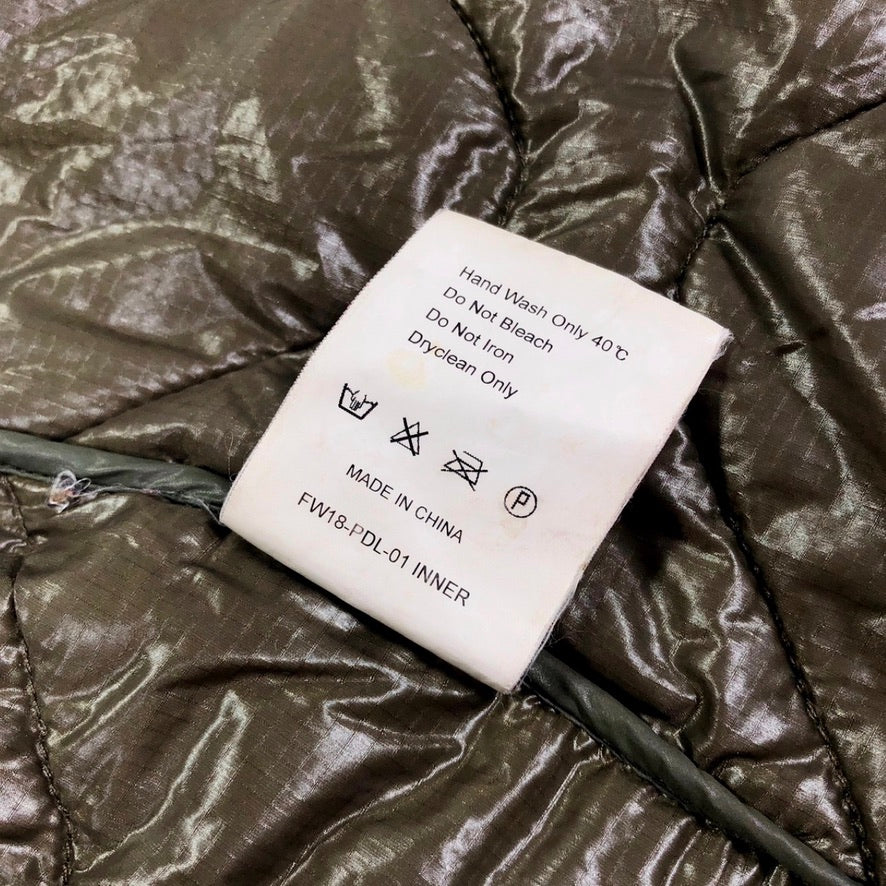 Hand Wash Only 40℃
Do Not Bleach
Do Not Iron
Dryclean Only
P
MADE IN CHINA
FW18-PDL-01 INNER